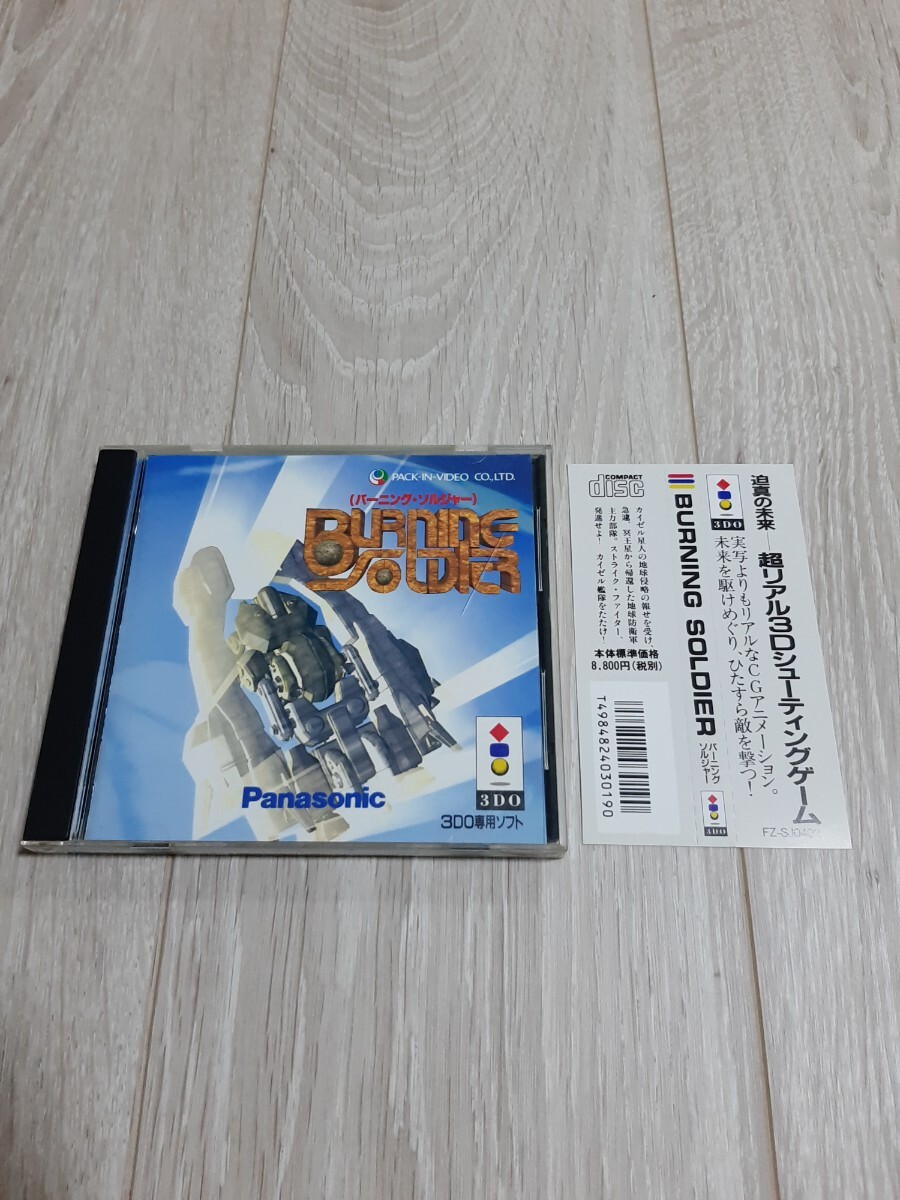 PACK-IN-VIDEO CO.,LTD.
(バーニング・ソルジャー)
BURNING
SOLDIER
Panasonic
3DO
3DO専用ソフト
COMPACT
disc
カイゼル星人の地球侵略の報せを受け、
急遽、冥王星から帰還した地球防衛軍
主力部隊。ストライク・ファイター、
発進せよ! カイゼル艦隊をたたけ!
本体標準価格
8,800円(税別)
T4984824030190
BURNING SOLDIER
バーニング
ソルジャー
3DO
3DO
迫真の未来―超リアル3Dシューティングゲーム
実写よりもリアルなCGアニメーション。
未来を駆けめぐり、ひたすら敵を撃つ!